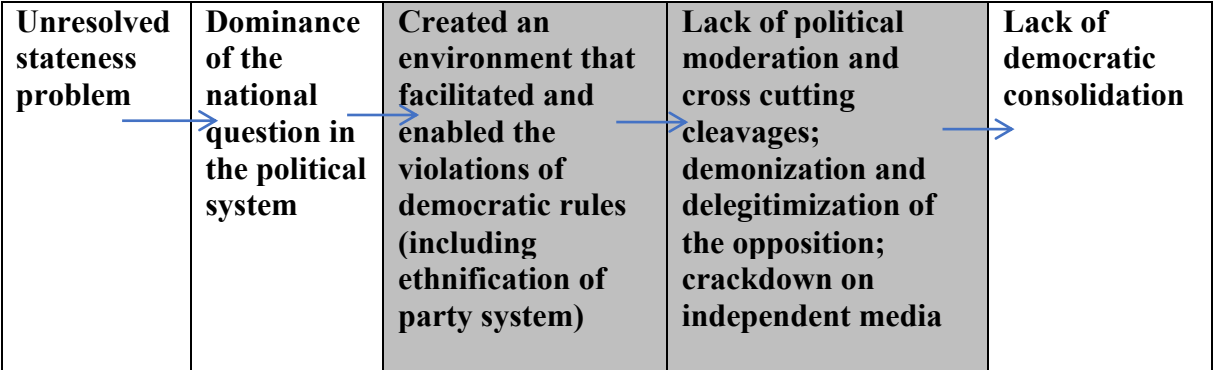 Unresolved
stateness
problem
Dominance
of the
national
question in
the political
system
Created an
environment that
facilitated and
enabled the
violations of
democratic rules
(including
ethnification of
party system)
Lack of political
moderation and
cross cutting
cleavages;
demonization and
delegitimization of
the opposition;
crackdown on
independent media
Lack of
democratic
consolidation